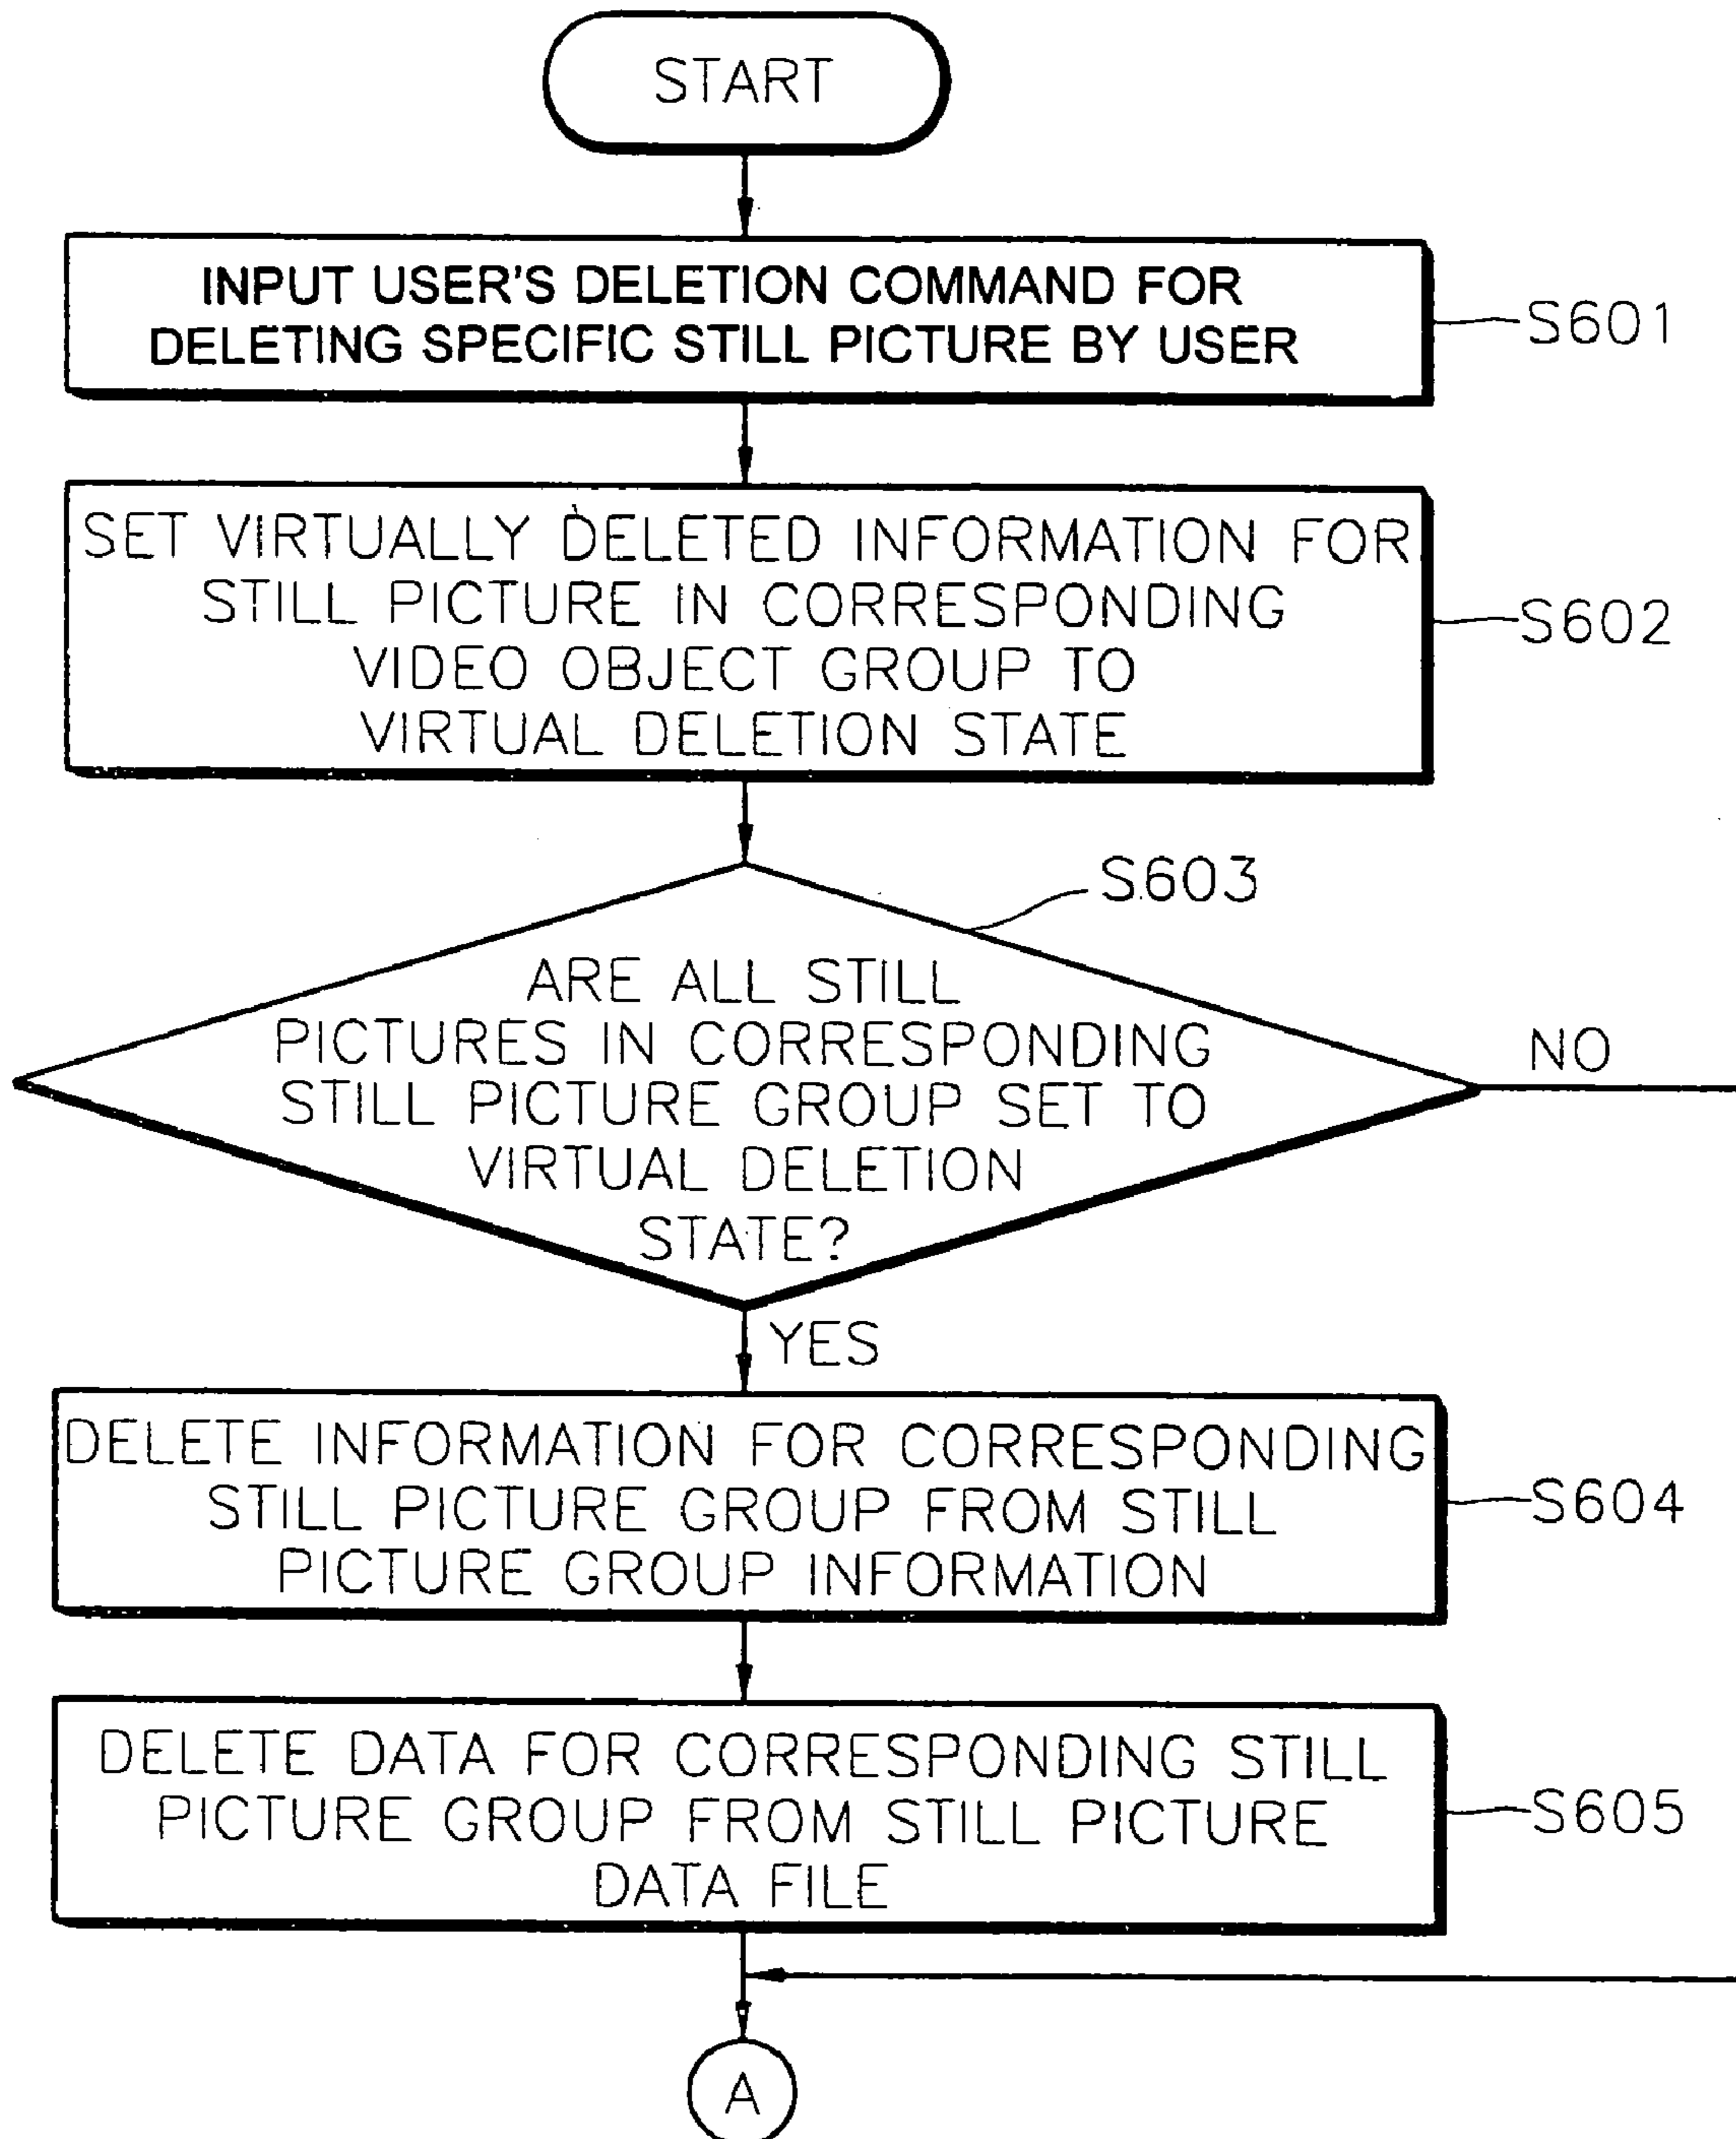 START
INPUT USER'S DELETION COMMAND FOR
DELETING SPECIFIC STILL PICTURE BY USER
S601
SET VIRTUALLY DELETED INFORMATION FOR
STILL PICTURE IN CORRESPONDING
VIDEO OBJECT GROUP TO
VIRTUAL DELETION STATE
S602
S603
ARE ALL STILL
PICTURES IN CORRESPONDING
STILL PICTURE GROUP SET TO
VIRTUAL DELETION
STATE?
NO
YES
DELETE INFORMATION FOR CORRESPONDING
STILL PICTURE GROUP FROM STILL
PICTURE GROUP INFORMATION
S604
DELETE DATA FOR CORRESPONDING STILL
PICTURE GROUP FROM STILL PICTURE
DATA FILE
S605
A